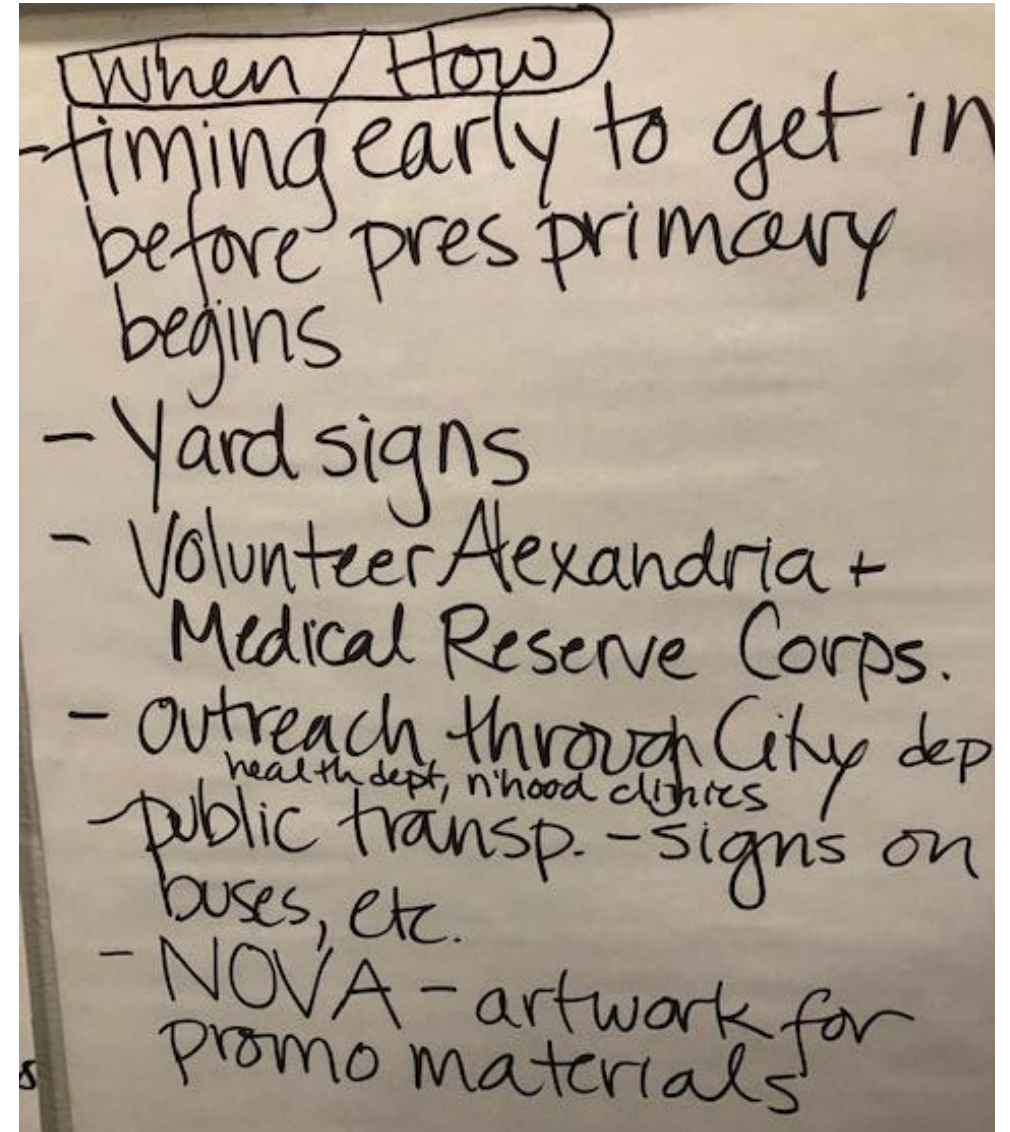 When / How
- timing early to get in
before pres primary
begins
- Yard signs
- Volunteer Alexandria +
Medical Reserve Corps.
- Outreach through City dep
health dept, n'hood clinics
- public transp. - signs on
buses, etc.
- NOVA - artwork for
promo materials
s